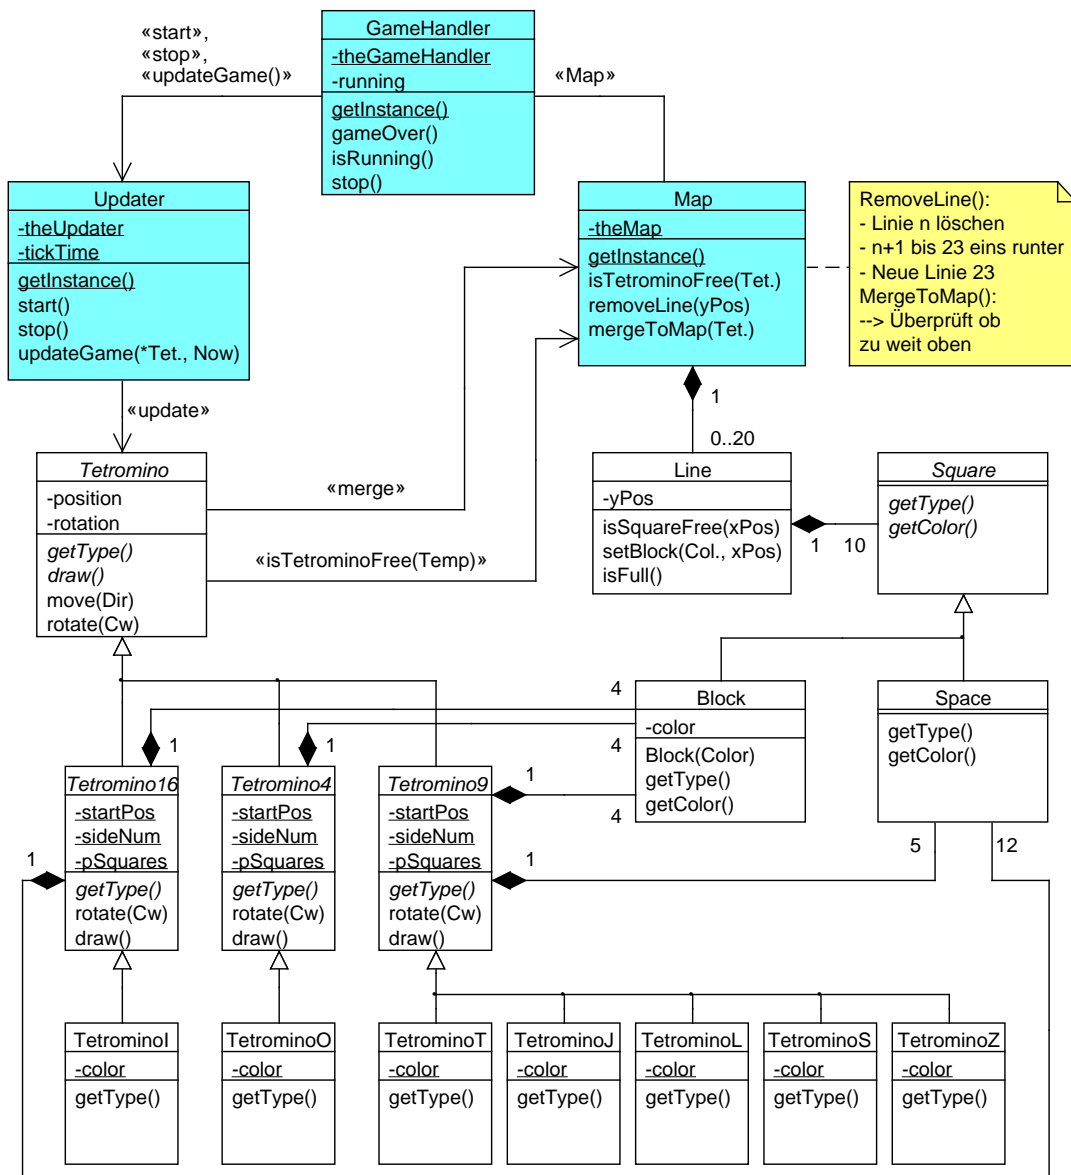 «start»,
«stop»,
«updateGame()»
GameHandler
-theGameHandler
-running
getInstance()
gameOver()
isRunning()
stop()
«Map»
Updater
-theUpdater
-tickTime
getInstance()
start()
stop()
updateGame(*Tet., Now)
Map
-theMap
getInstance()
isTetrominoFree(Tet.)
removeLine(yPos)
mergeToMap(Tet.)
RemoveLine():
- Linie n löschen
- n+1 bis 23 eins runter
- Neue Linie 23
MergeToMap():
--> Überprüft ob
zu weit oben
«update»
1
0..20
Tetromino
-position
-rotation
getType()
draw()
move(Dir)
rotate(Cw)
«merge»
«isTetrominoFree(Temp)»
Line
-yPos
isSquareFree(xPos)
setBlock(Col., xPos)
isFull()
1
10
Square
getType()
getColor()
Block
-color
Block(Color)
getType()
getColor()
Space
getType()
getColor()
4
4
4
1
1
1
1
1
5
12
Tetromino16
-startPos
-sideNum
-pSquares
getType()
rotate(Cw)
draw()
Tetromino4
-startPos
-sideNum
-pSquares
getType()
rotate(Cw)
draw()
Tetromino9
-startPos
-sideNum
-pSquares
getType()
rotate(Cw)
draw()
TetrominoI
-color
getType()
TetrominoO
-color
getType()
TetrominoT
-color
getType()
TetrominoJ
-color
getType()
TetrominoL
-color
getType()
TetrominoS
-color
getType()
TetrominoZ
-color
getType()